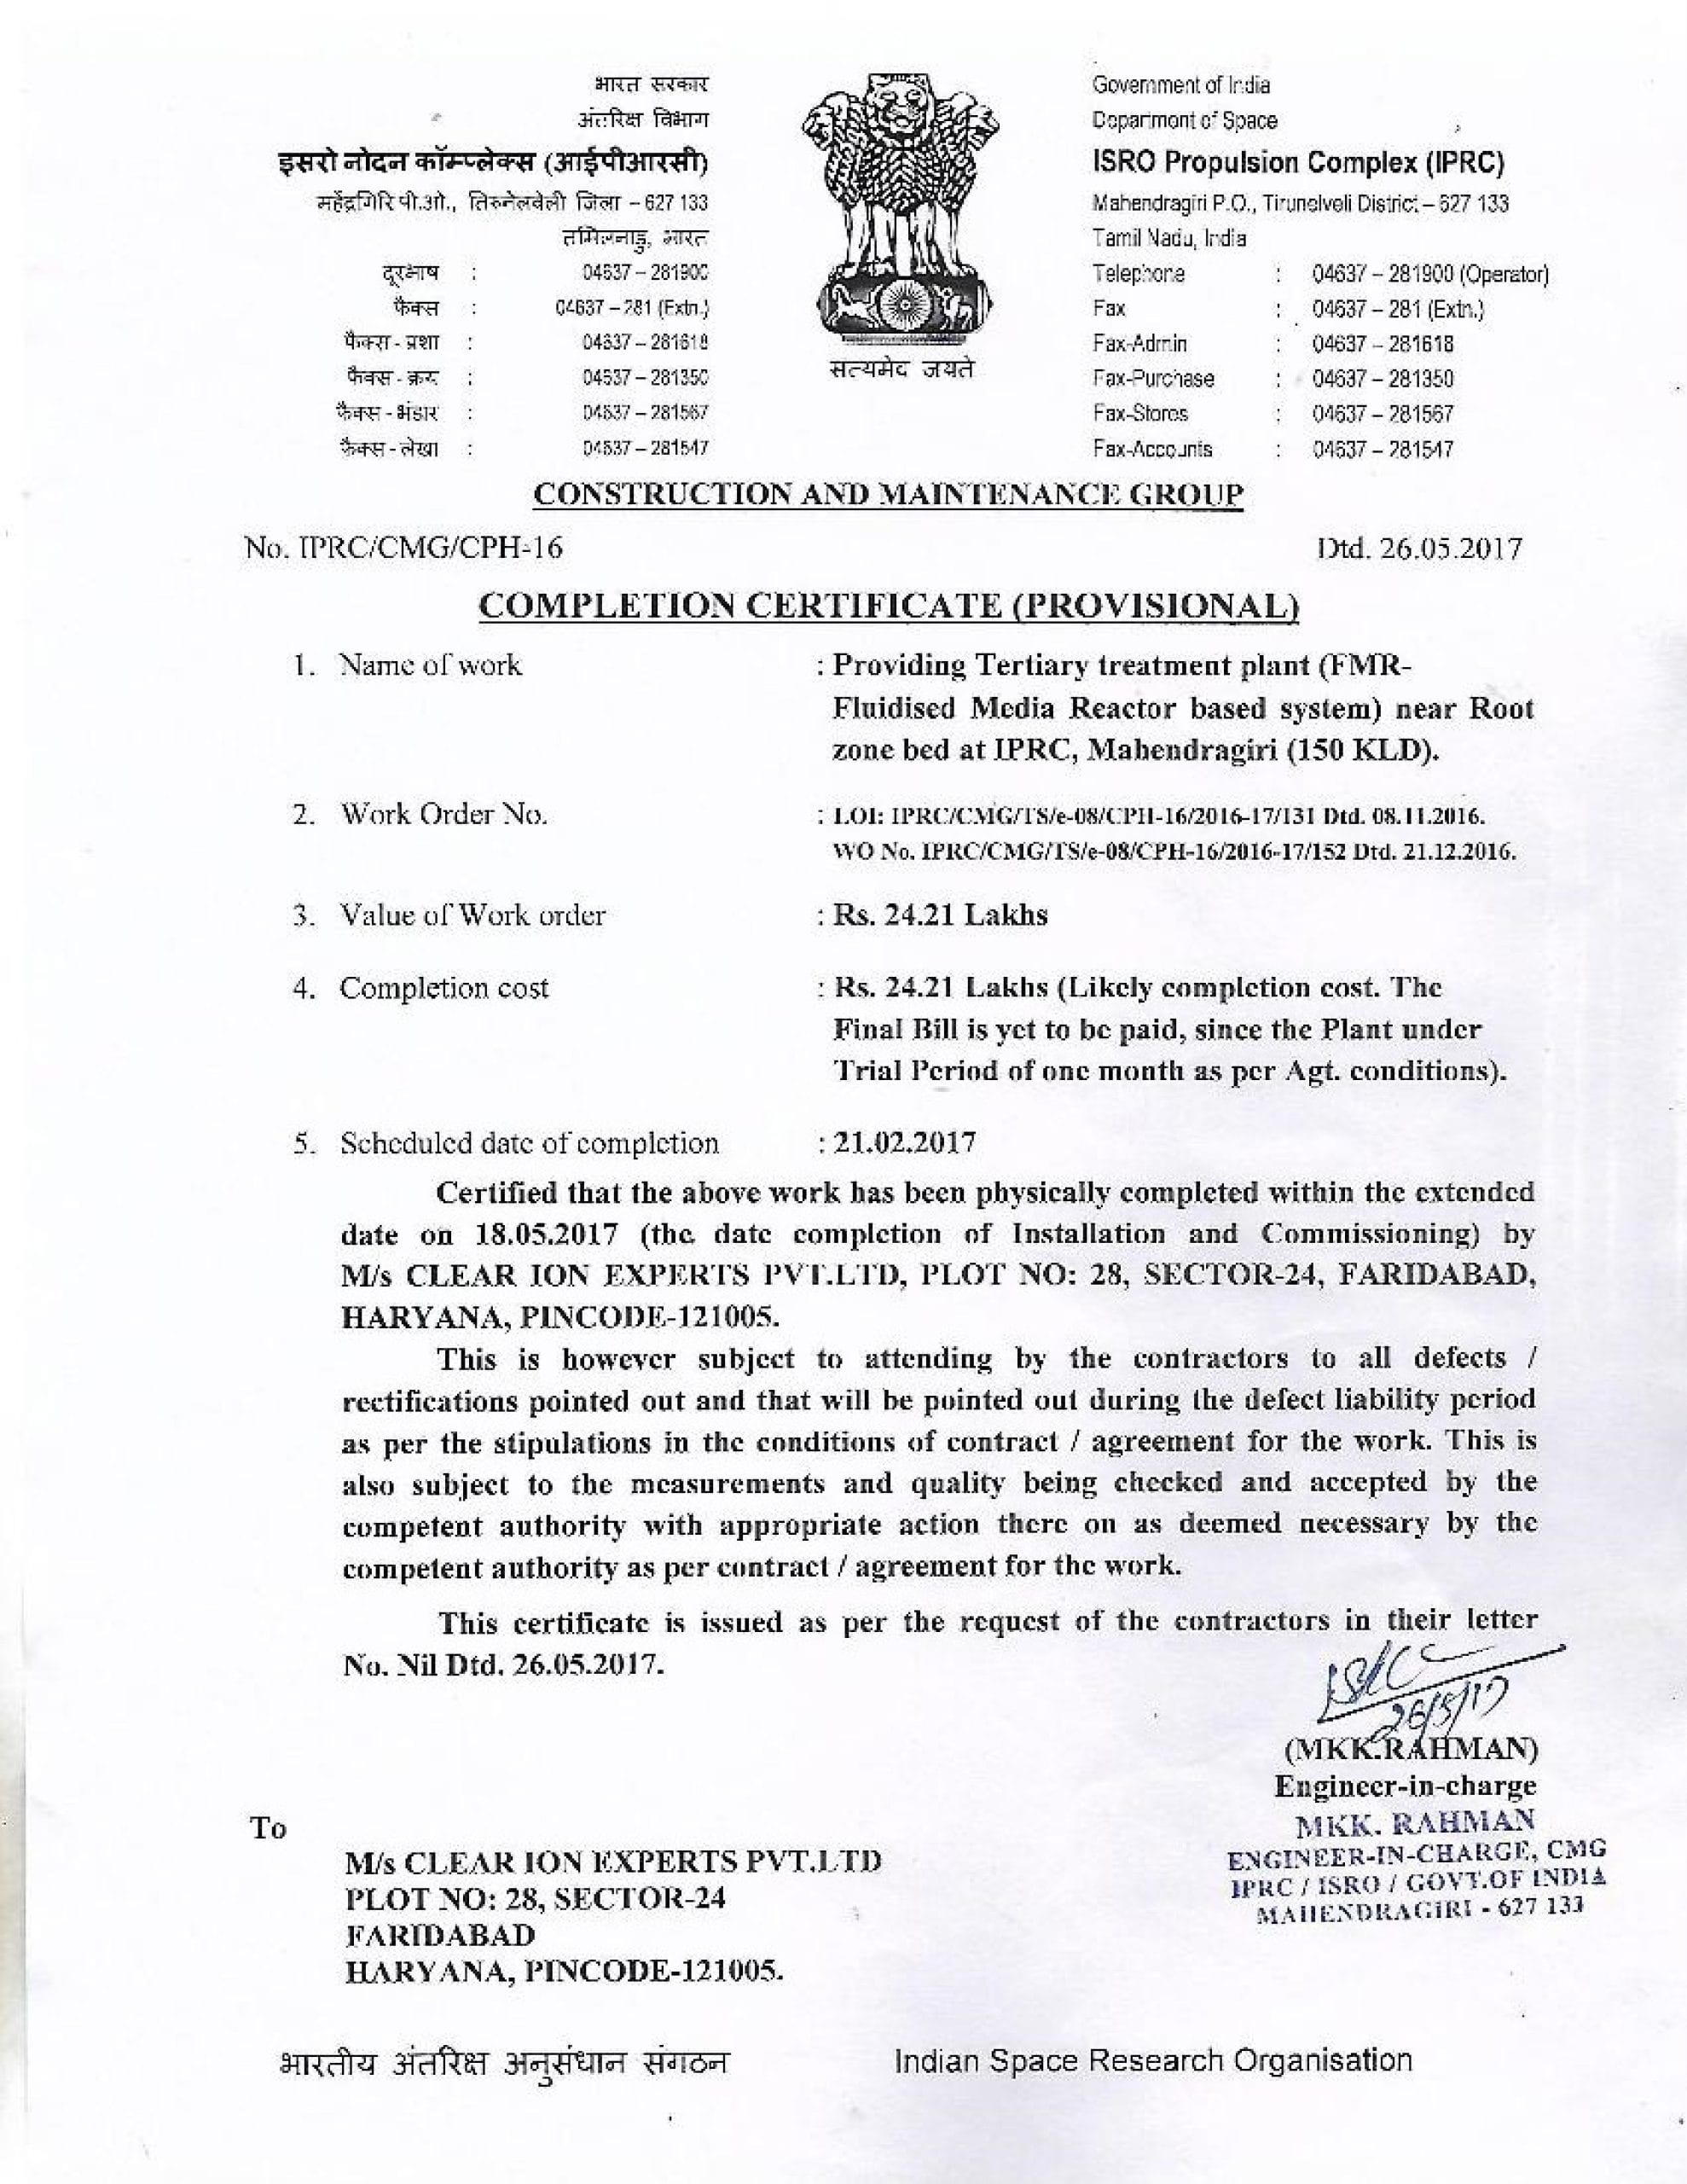 भारत सरकार
अंतरिक्ष विभाग
इसरो नोदन कॉम्प्लेक्स (आईपीआरसी)
महेंद्रगिरि पी.ओ., तिरुनेलवेली जिला – 627 133
तमिलनाडु, भारत
दूरभाष : 04637 – 281900
फैक्स : 04637 – 281 (Extn.)
फैक्स - प्रशा : 04637 – 281618
फैक्स - क्रय : 04637 – 281350
फैक्स - भंडार : 04637 – 281567
फैक्स - लेखा : 04637 – 281547
सत्यमेव जयते
Government of India
Department of Space
ISRO Propulsion Complex (IPRC)
Mahendragiri P.O., Tirunelveli District – 627 133
Tamil Nadu, India
Telephone : 04637 – 281900 (Operator)
Fax : 04637 – 281 (Extn.)
Fax-Admin : 04637 – 281618
Fax-Purchase : 04637 – 281350
Fax-Stores : 04637 – 281567
Fax-Accounts : 04637 – 281547
CONSTRUCTION AND MAINTENANCE GROUP
No. IPRC/CMG/CPH-16 Dtd. 26.05.2017
COMPLETION CERTIFICATE (PROVISIONAL)
1. Name of work : Providing Tertiary treatment plant (FMR-
Fluidised Media Reactor based system) near Root
zone bed at IPRC, Mahendragiri (150 KLD).
2. Work Order No. : LOI: IPRC/CMG/TS/e-08/CPH-16/2016-17/131 Dtd. 08.11.2016.
WO No. IPRC/CMG/TS/e-08/CPH-16/2016-17/152 Dtd. 21.12.2016.
3. Value of Work order : Rs. 24.21 Lakhs
4. Completion cost : Rs. 24.21 Lakhs (Likely completion cost. The
Final Bill is yet to be paid, since the Plant under
Trial Period of one month as per Agt. conditions).
5. Scheduled date of completion : 21.02.2017
Certified that the above work has been physically completed within the extended
date on 18.05.2017 (the date completion of Installation and Commissioning) by
M/s CLEAR ION EXPERTS PVT.LTD, PLOT NO: 28, SECTOR-24, FARIDABAD,
HARYANA, PINCODE-121005.
This is however subject to attending by the contractors to all defects /
rectifications pointed out and that will be pointed out during the defect liability period
as per the stipulations in the conditions of contract / agreement for the work. This is
also subject to the measurements and quality being checked and accepted by the
competent authority with appropriate action there on as deemed necessary by the
competent authority as per contract / agreement for the work.
This certificate is issued as per the request of the contractors in their letter
No. Nil Dtd. 26.05.2017.
26/5/17
(MKK.RAHMAN)
Engineer-in-charge
MKK. RAHMAN
ENGINEER-IN-CHARGE, CMG
IPRC / ISRO / GOVT.OF INDIA
MAHENDRAGIRI - 627 133
To
M/s CLEAR ION EXPERTS PVT.LTD
PLOT NO: 28, SECTOR-24
FARIDABAD
HARYANA, PINCODE-121005.
भारतीय अंतरिक्ष अनुसंधान संगठन Indian Space Research Organisation